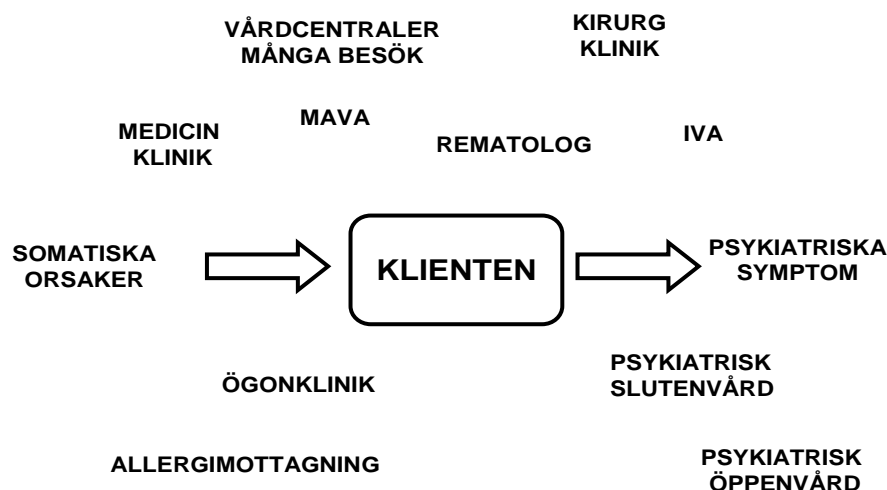 VÅRDCENTRALER
MÅNGA BESÖK
KIRURG
KLINIK
MEDICIN
KLINIK
MAVA
REMATOLOG
IVA
SOMATISKA
ORSAKER
KLIENTEN
PSYKIATRISKA
SYMPTOM
ÖGONKLINIK
PSYKIATRISK
SLUTENVÅRD
ALLERGIMOTTAGNING
PSYKIATRISK
ÖPPENVÅRD